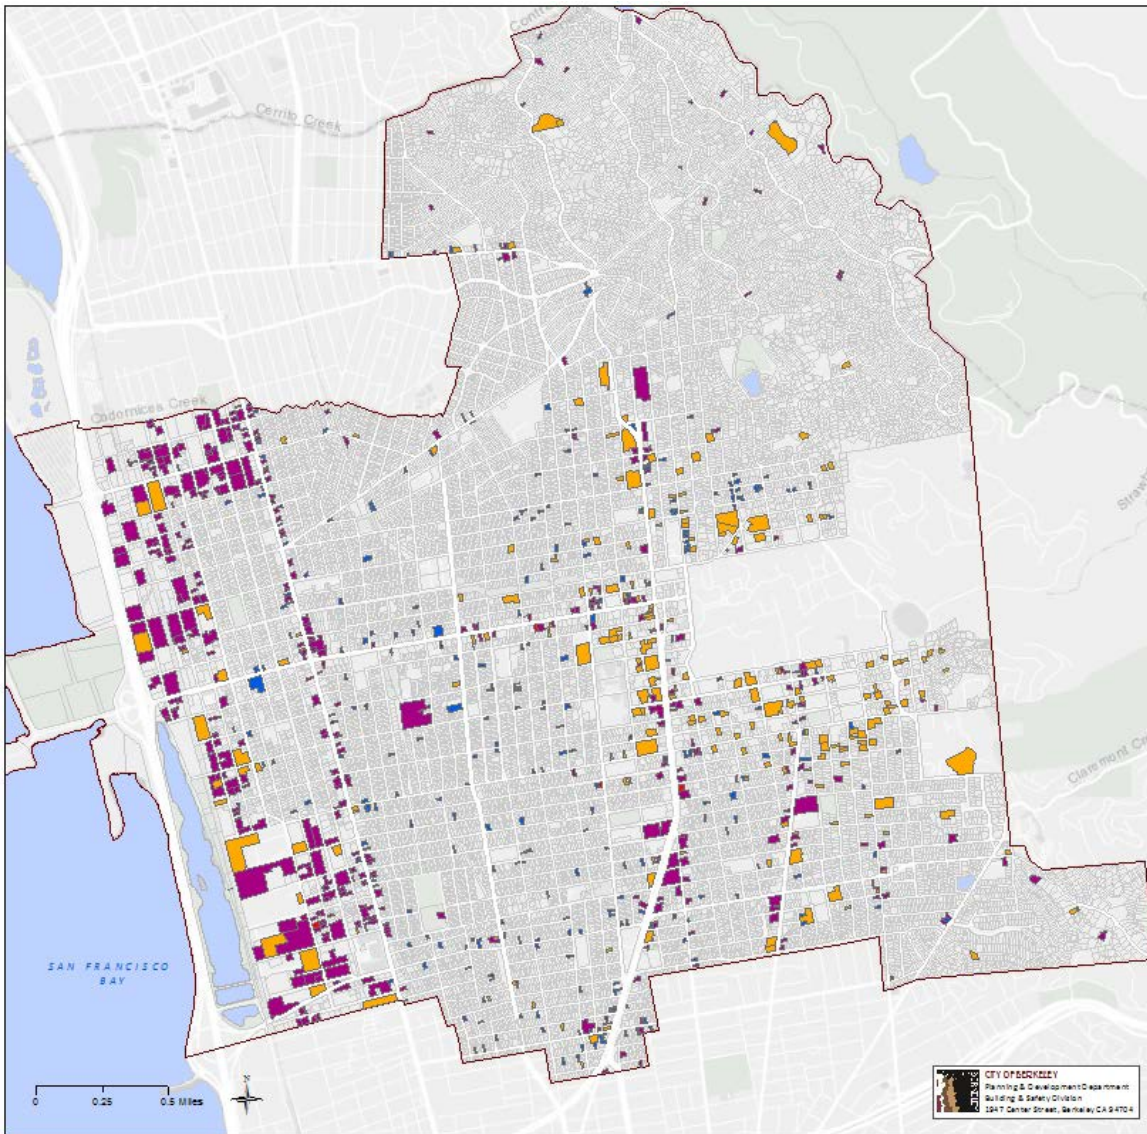 Cerrito Creek
Codornices Creek
Claremont
SAN FRANCISCO
BAY
0 0.25 0.5 Miles
N
CITY OF BERKELEY
Planning & Development Department
Building & Safety Division
1947 Center Street, Berkeley CA 94704